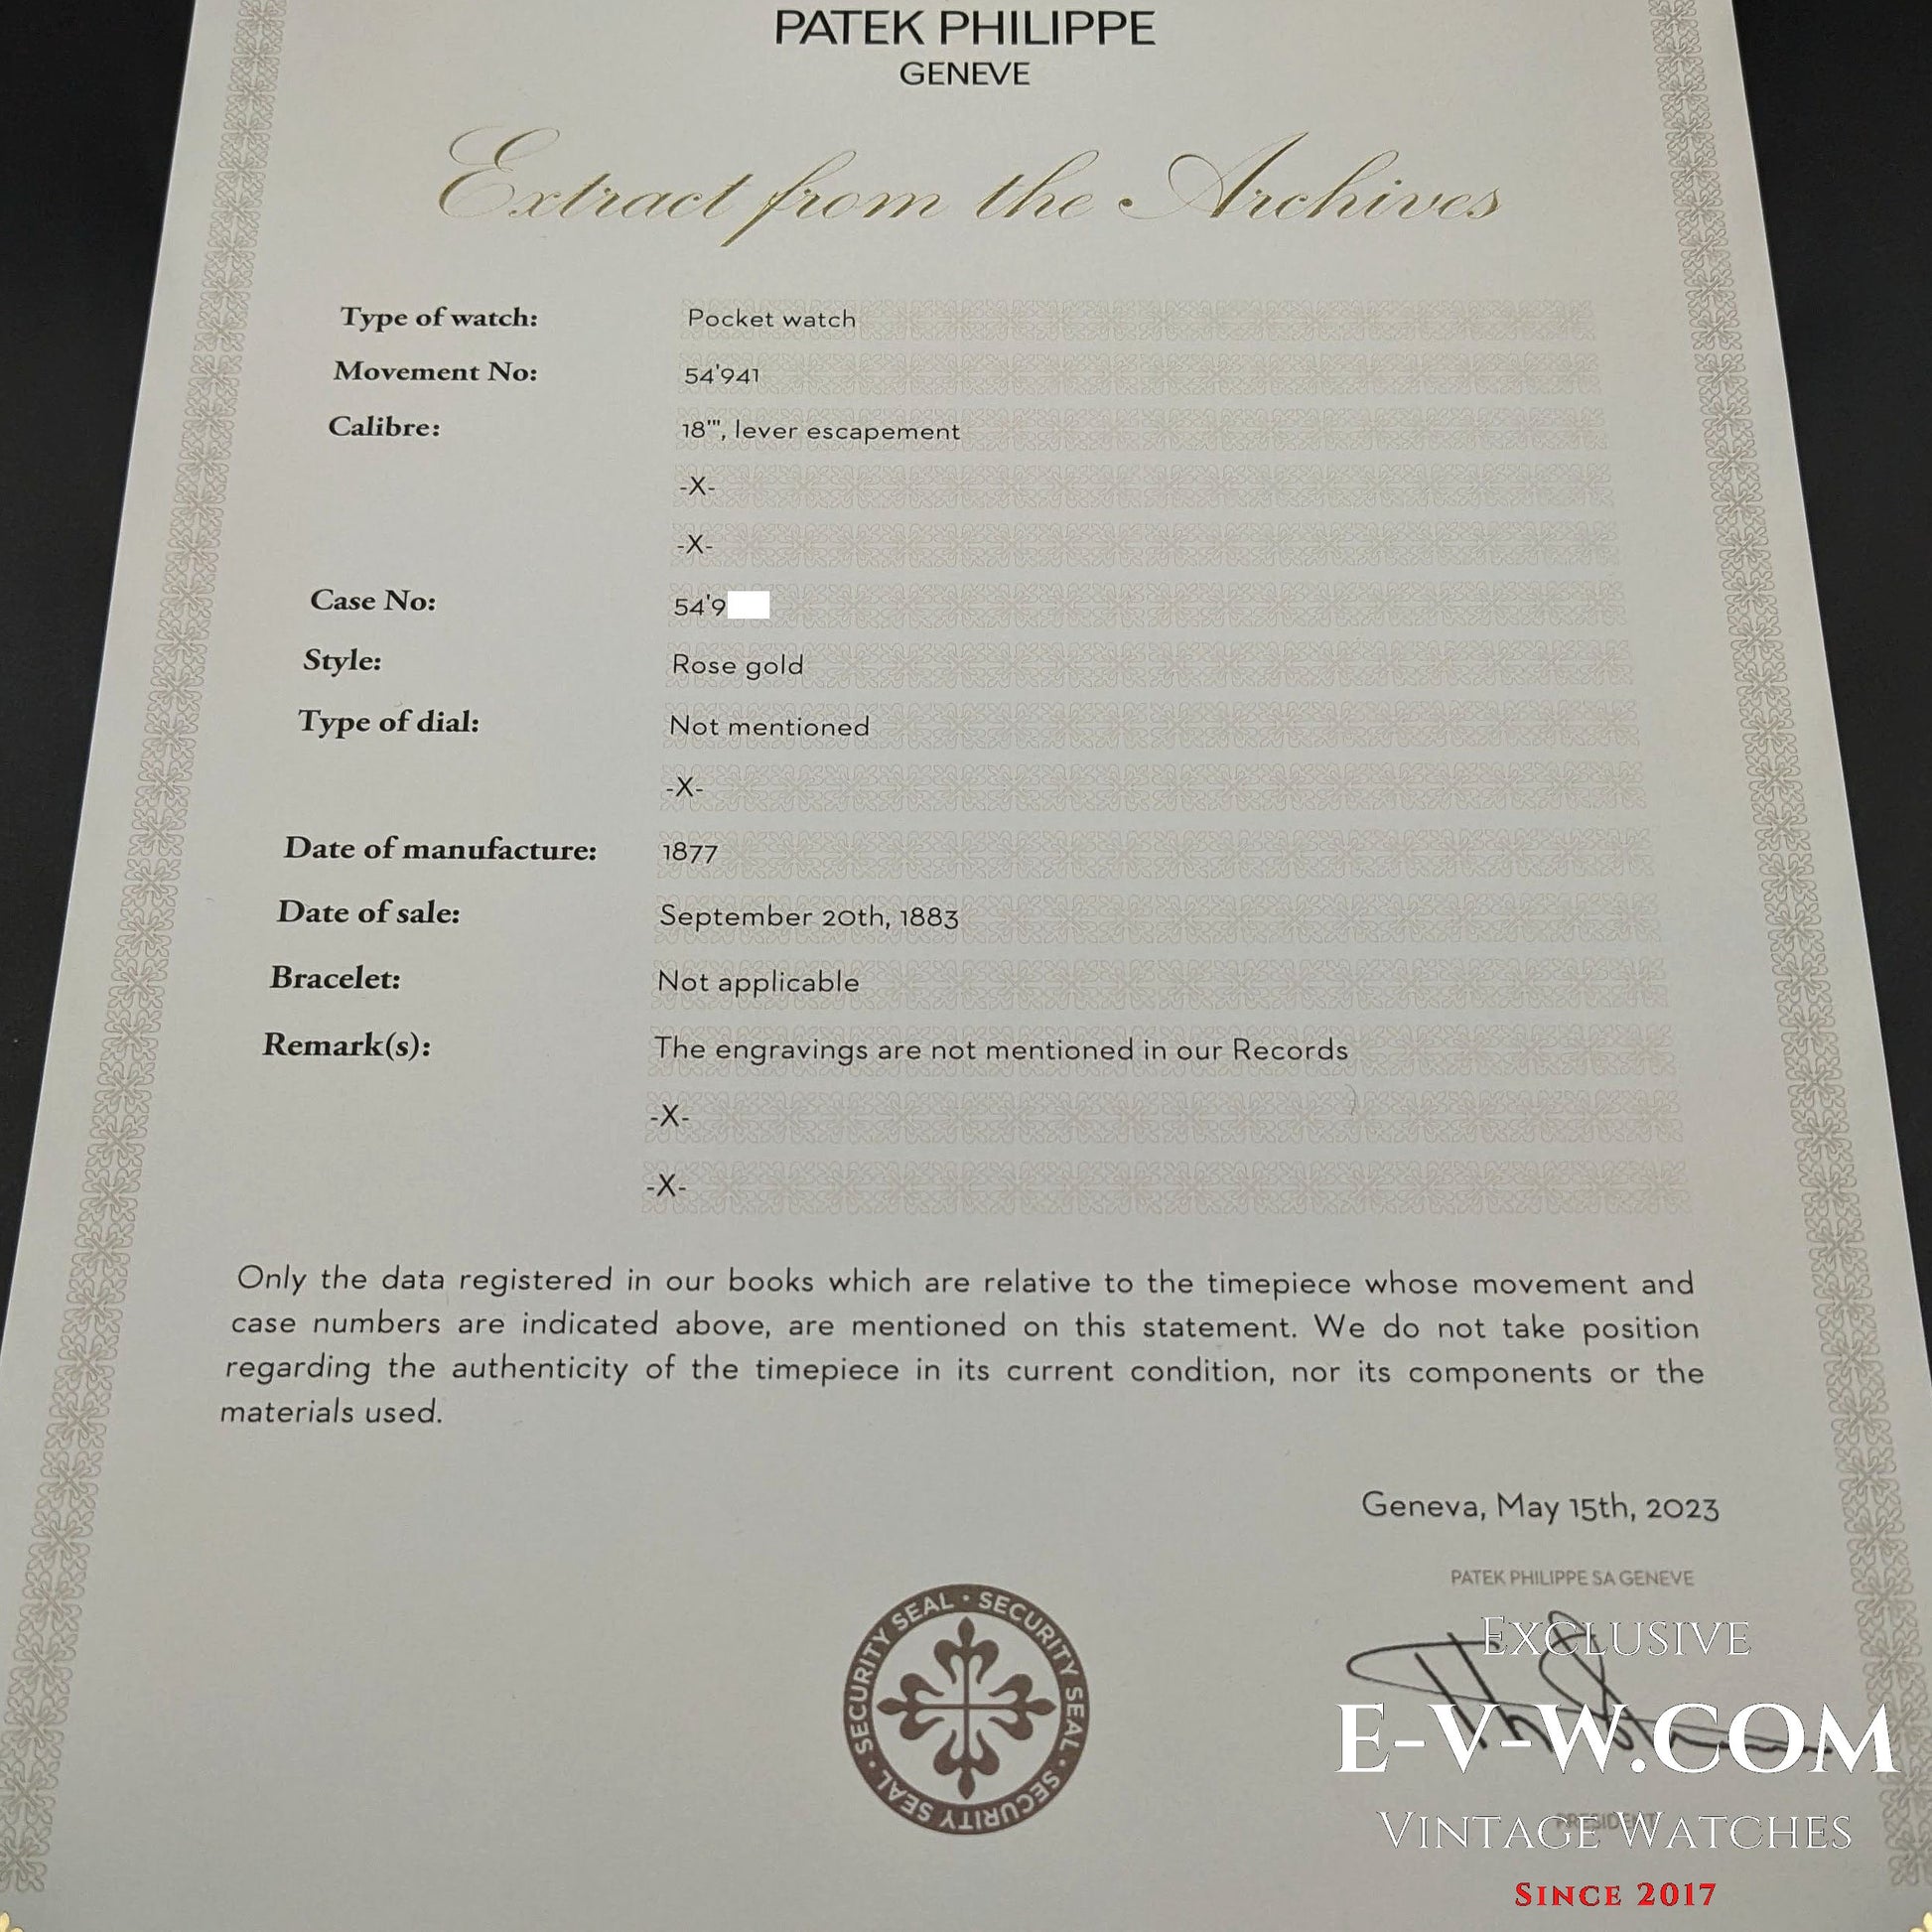 PATEK PHILIPPE
GENEVE
Extract from the Archives
Type of watch: Pocket watch
Movement No: 54'941
Calibre: 18''', lever escapement
-X-
-X-
Case No: 54'9
Style: Rose gold
Type of dial: Not mentioned
-X-
Date of manufacture: 1877
Date of sale: September 20th, 1883
Bracelet: Not applicable
Remark(s): The engravings are not mentioned in our Records
-X-
-X-
Only the data registered in our books which are relative to the timepiece whose movement and
case numbers are indicated above, are mentioned on this statement. We do not take position
regarding the authenticity of the timepiece in its current condition, nor its components or the
materials used.
Geneva, May 15th, 2023
PATEK PHILIPPE SA GENEVE
SECURITY SEAL · SECURITY SEAL · SECURITY SEAL ·
EXCLUSIVE
E-V-W.COM
PRESIDENT
VINTAGE WATCHES
SINCE 2017